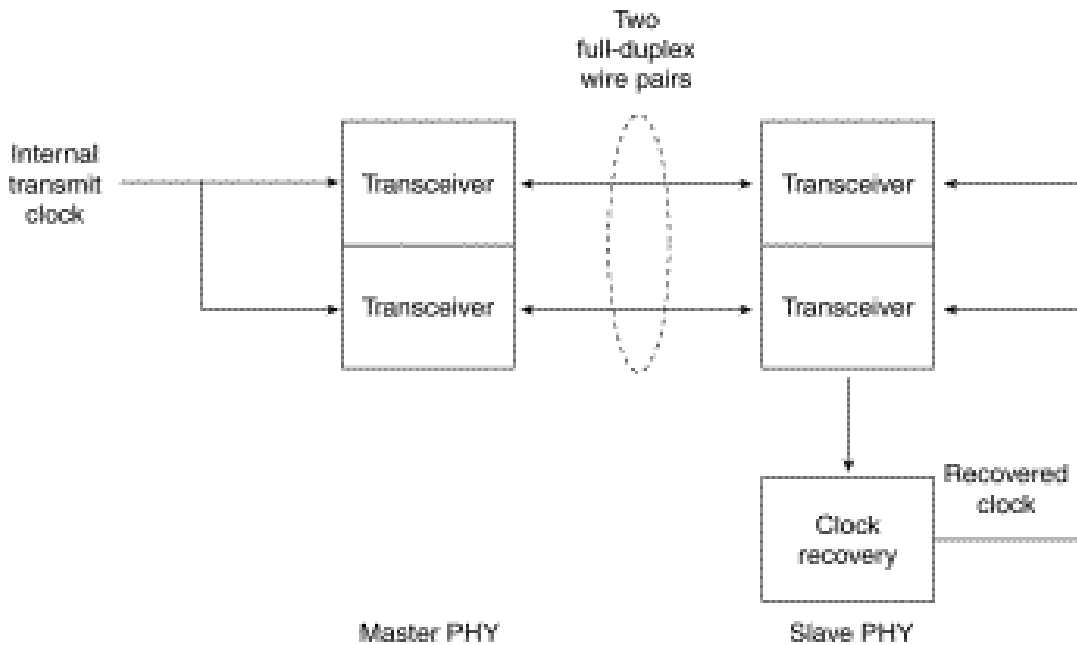 Two
full-duplex
wire pairs
Internal
transmit
clock
Transceiver
Transceiver
Transceiver
Transceiver
Recovered
clock
Clock
recovery
Master PHY
Slave PHY